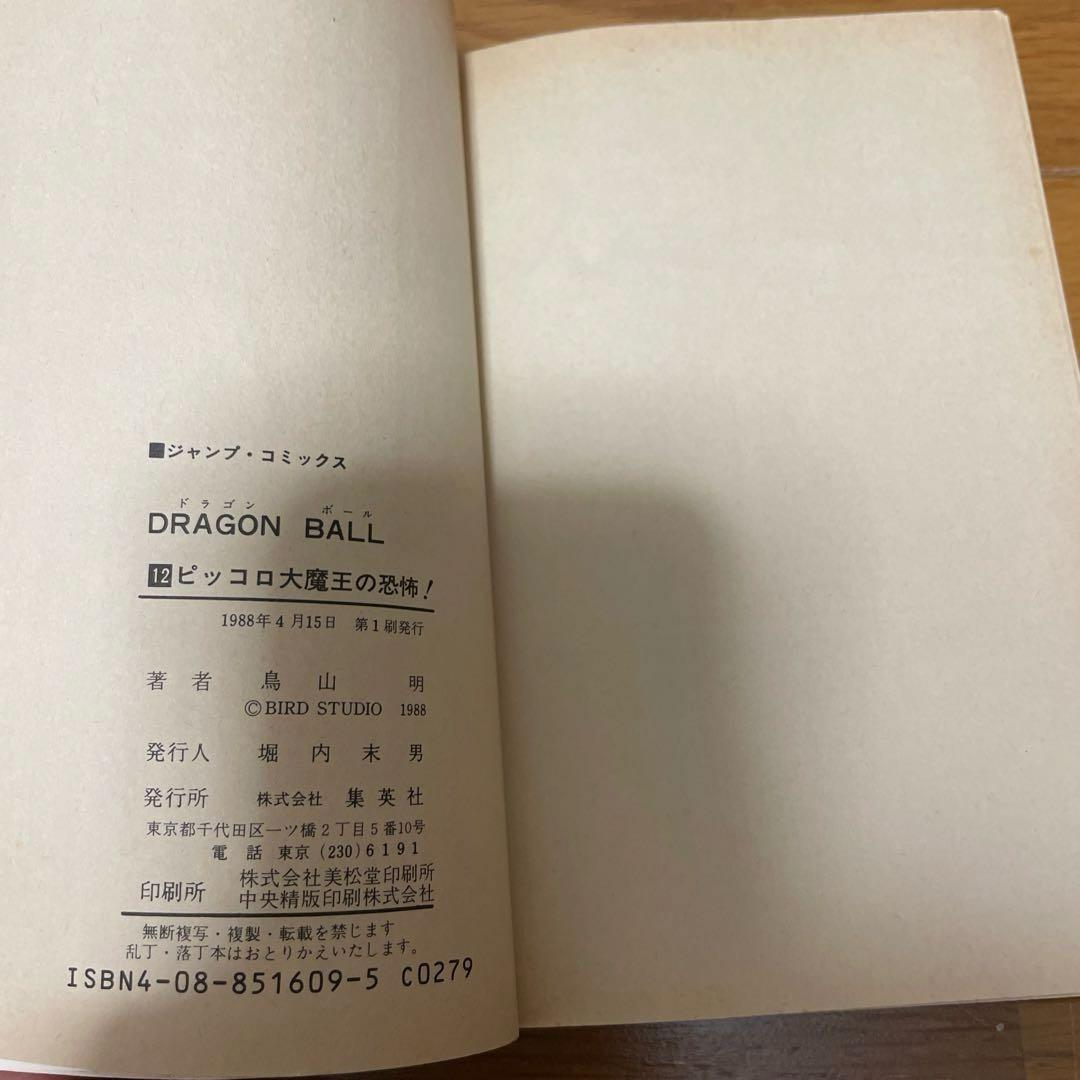 ■ジャンプ・コミックス
ドラゴン ボール
DRAGON BALL
12ピッコロ大魔王の恐怖!
1988年4月15日 第1刷発行
著者 鳥山 明
©BIRD STUDIO 1988
発行人 堀内末男
発行所 株式会社 集英社
東京都千代田区一ツ橋2丁目5番10号
電話 東京(230)6191
印刷所 株式会社美松堂印刷所
中央精版印刷株式会社
無断複写・複製・転載を禁じます
乱丁・落丁本はおとりかえいたします。
ISBN4-08-851609-5 C0279